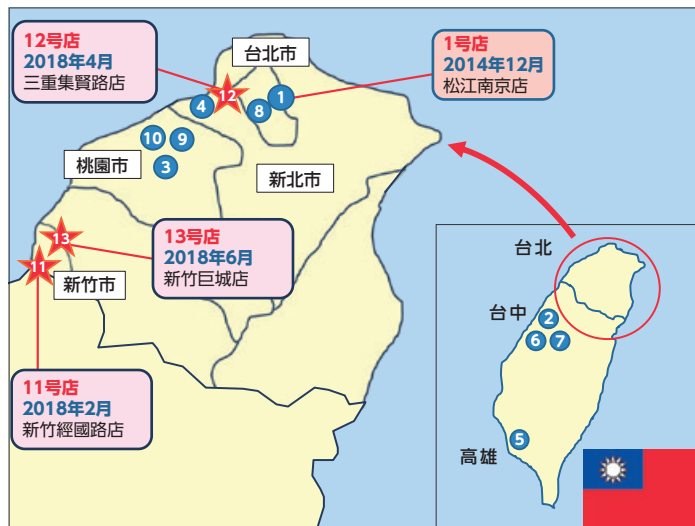 12号店
2018年4月
三重集賢路店
台北市
1号店
2014年12月
松江南京店
4
12
8
1
10
9
3
桃園市
新北市
13
11
新竹市
13号店
2018年6月
新竹巨城店
11号店
2018年2月
新竹經國路店
台北
台中
2
6
7
5
高雄